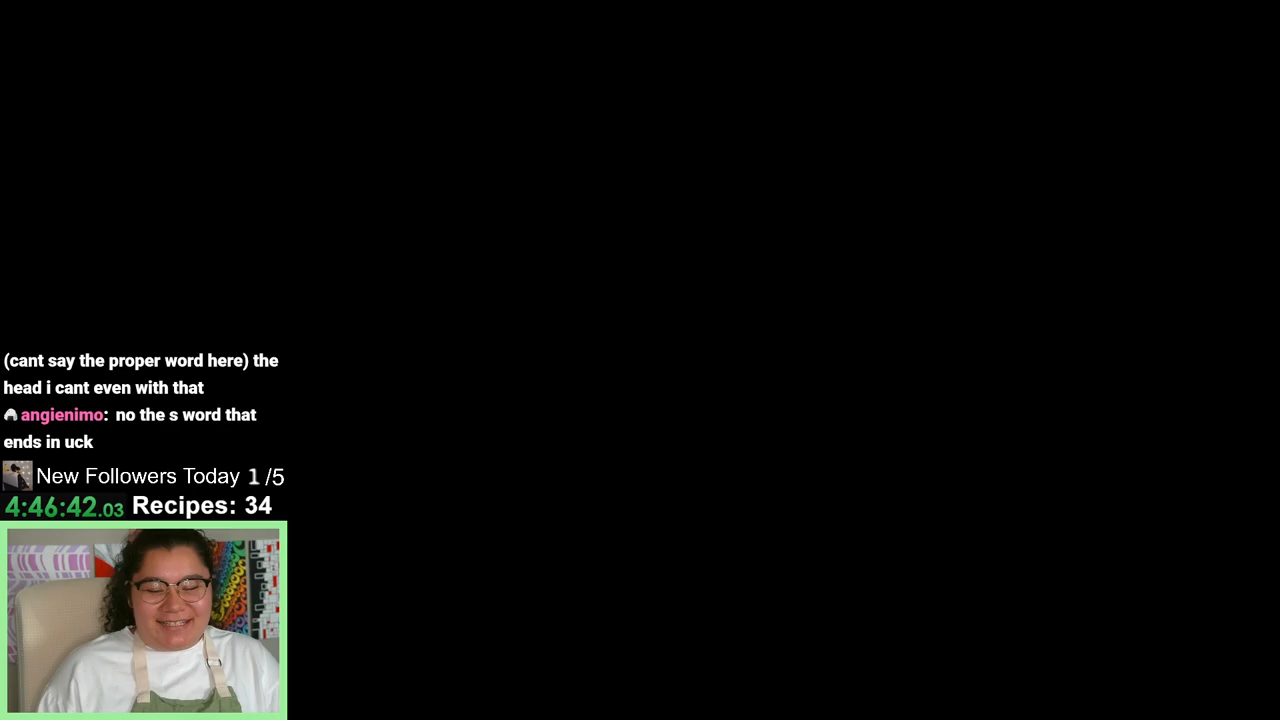 (cant say the proper word here) the
head i cant even with that
angienimo: no the s word that
ends in uck
New Followers Today 1 /5
4:46:42.03 Recipes: 34